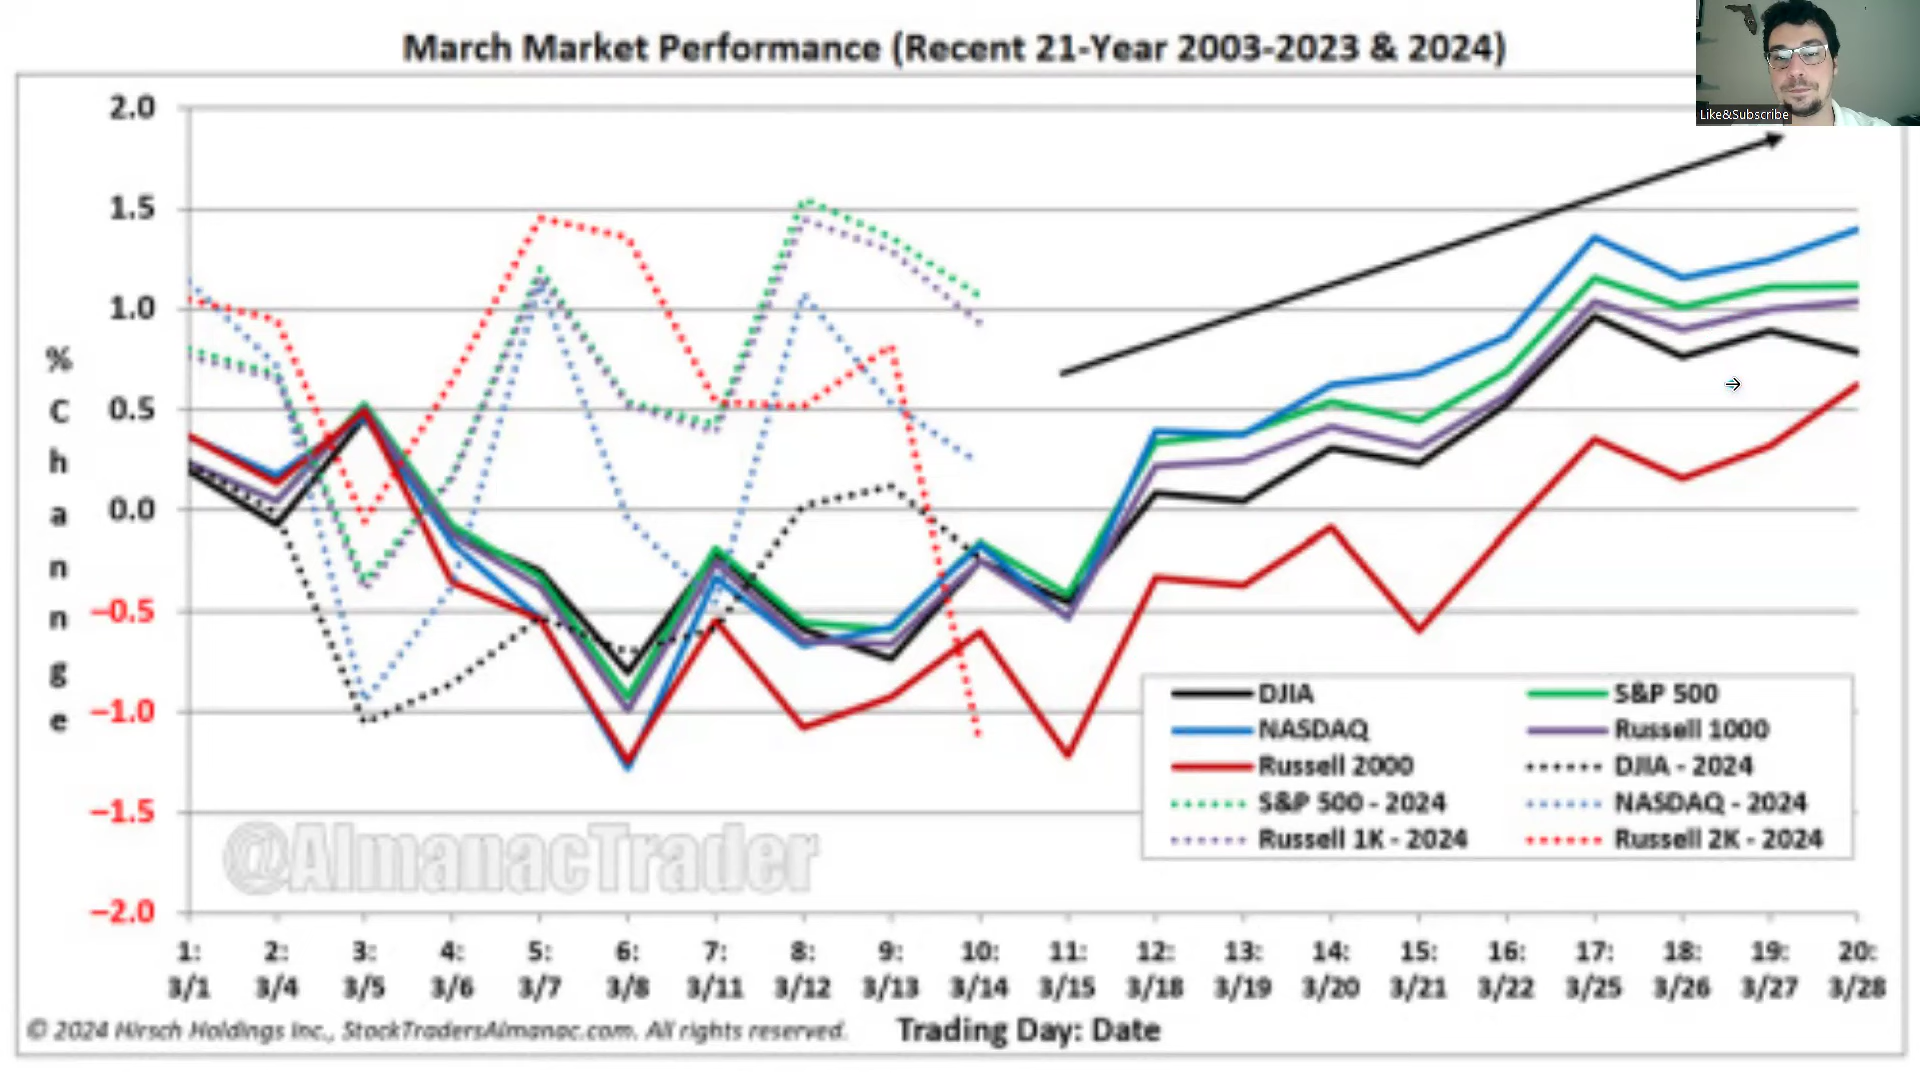 March Market Performance (Recent 21-Year 2003-2023 & 2024)
Like&Subscribe
2.0
1.5
1.0
0.5
0.0
−0.5
−1.0
−1.5
−2.0
%
C
h
a
n
n
g
e
DJIA
S&P 500
NASDAQ
Russell 1000
Russell 2000
DJIA - 2024
S&P 500 - 2024
NASDAQ - 2024
Russell 1K - 2024
Russell 2K - 2024
@AlmanacTrader
1: 2: 3: 4: 5: 6: 7: 8: 9: 10: 11: 12: 13: 14: 15: 16: 17: 18: 19: 20:
3/1 3/4 3/5 3/6 3/7 3/8 3/11 3/12 3/13 3/14 3/15 3/18 3/19 3/20 3/21 3/22 3/25 3/26 3/27 3/28
© 2024 Hirsch Holdings Inc., StockTradersAlmanac.com. All rights reserved.
Trading Day: Date